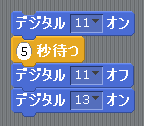 デジタル 11 オン
5 秒待つ
デジタル 11 オフ
デジタル 13 オン